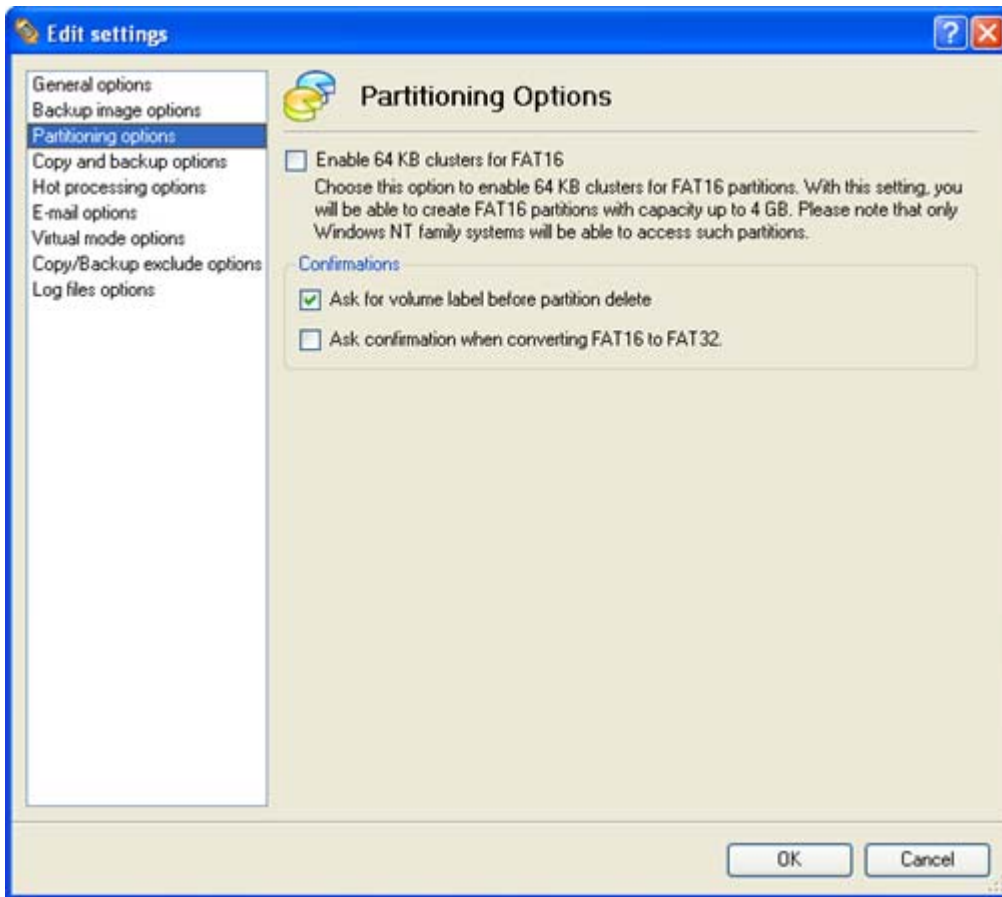 Edit settings
General options
Backup image options
Partitioning options
Copy and backup options
Hot processing options
E-mail options
Virtual mode options
Copy/Backup exclude options
Log files options
Partitioning Options
Enable 64 KB clusters for FAT16
Choose this option to enable 64 KB clusters for FAT16 partitions. With this setting, you
will be able to create FAT16 partitions with capacity up to 4 GB. Please note that only
Windows NT family systems will be able to access such partitions.
Confirmations
Ask for volume label before partition delete
Ask confirmation when converting FAT16 to FAT32.
OK
Cancel